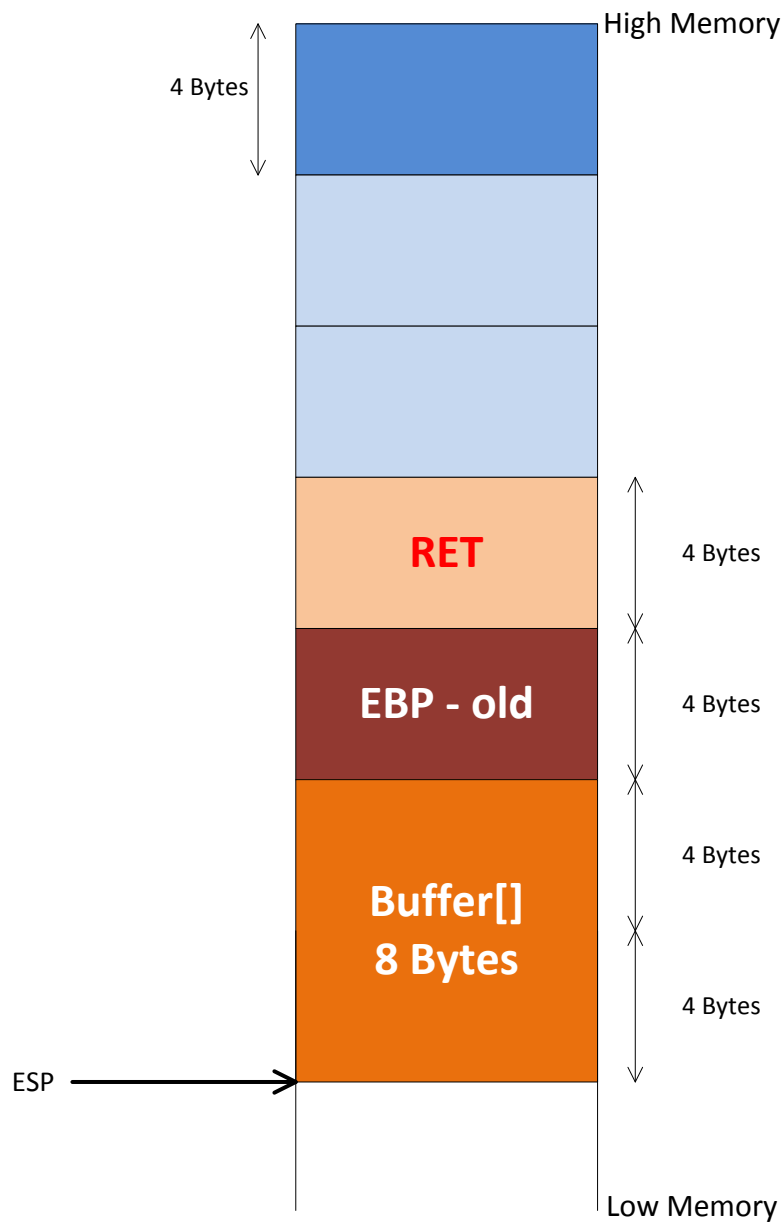 High Memory
4 Bytes
RET
4 Bytes
EBP - old
4 Bytes
4 Bytes
Buffer[]
8 Bytes
4 Bytes
ESP
Low Memory